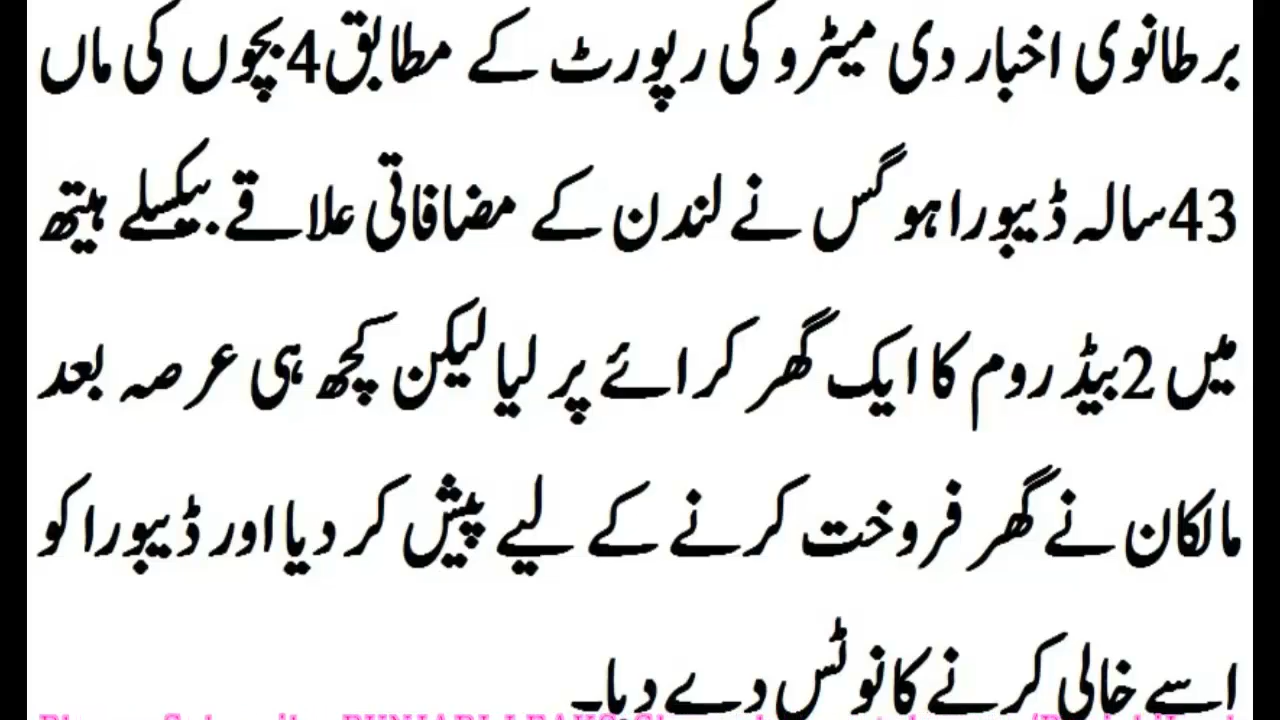 برطانوی اخبار دی میٹرو کی رپورٹ کے مطابق 4 بچوں کی ماں
43 سالہ ڈیبورا ہوگس نے لندن کے مضافاتی علاقے بیکسلے ہیتھ
میں 2 بیڈ روم کا ایک گھر کرائے پر لیا لیکن کچھ ہی عرصہ بعد
مالکان نے گھر فروخت کرنے کے لیے پیش کر دیا اور ڈیبورا کو
اسے خالی کرنے کا نوٹس دے دیا۔